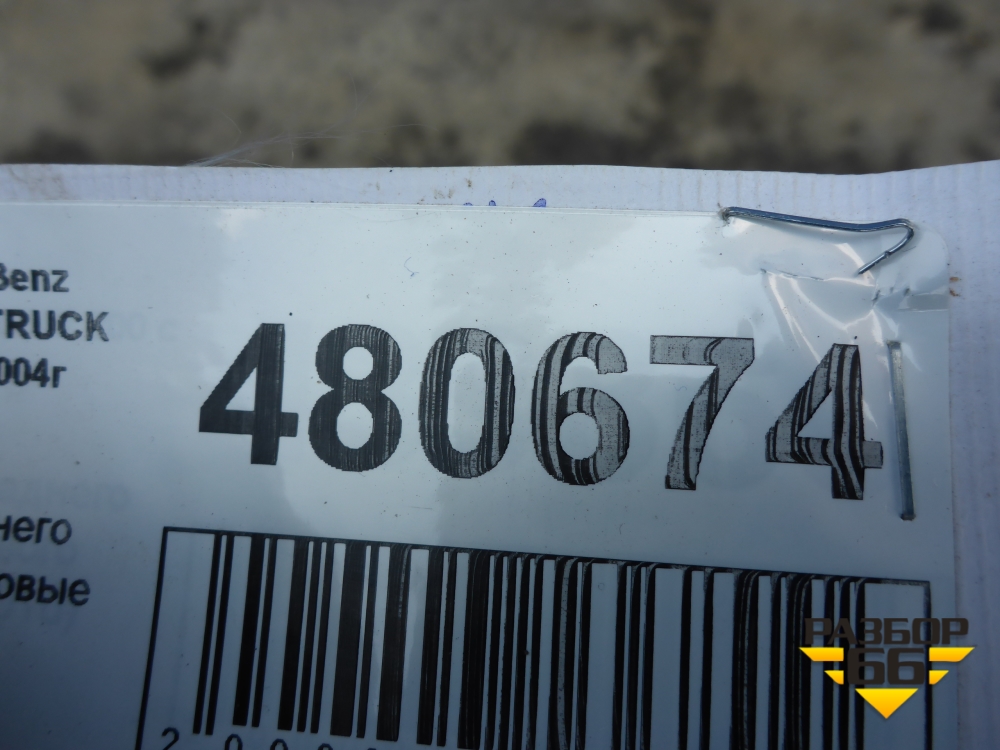 Benz
TRUCK
480674
004г
него
овые
РАЗБОР
66